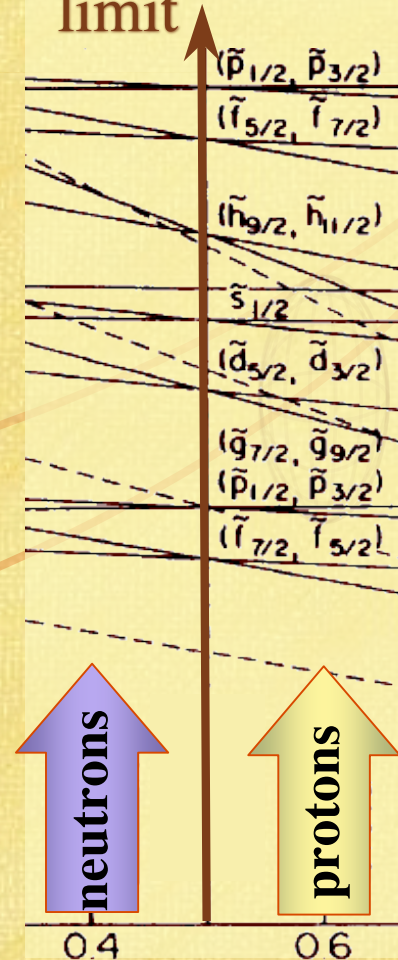 limit
(p̃1/2, p̃3/2)
(f̃5/2, f̃7/2)
(h̃9/2, h̃11/2)
s̃1/2
(d̃5/2, d̃3/2)
(g̃7/2, g̃9/2)
(p̃1/2, p̃3/2)
(f̃7/2, f̃5/2)
neutrons
protons
0.4 0.6